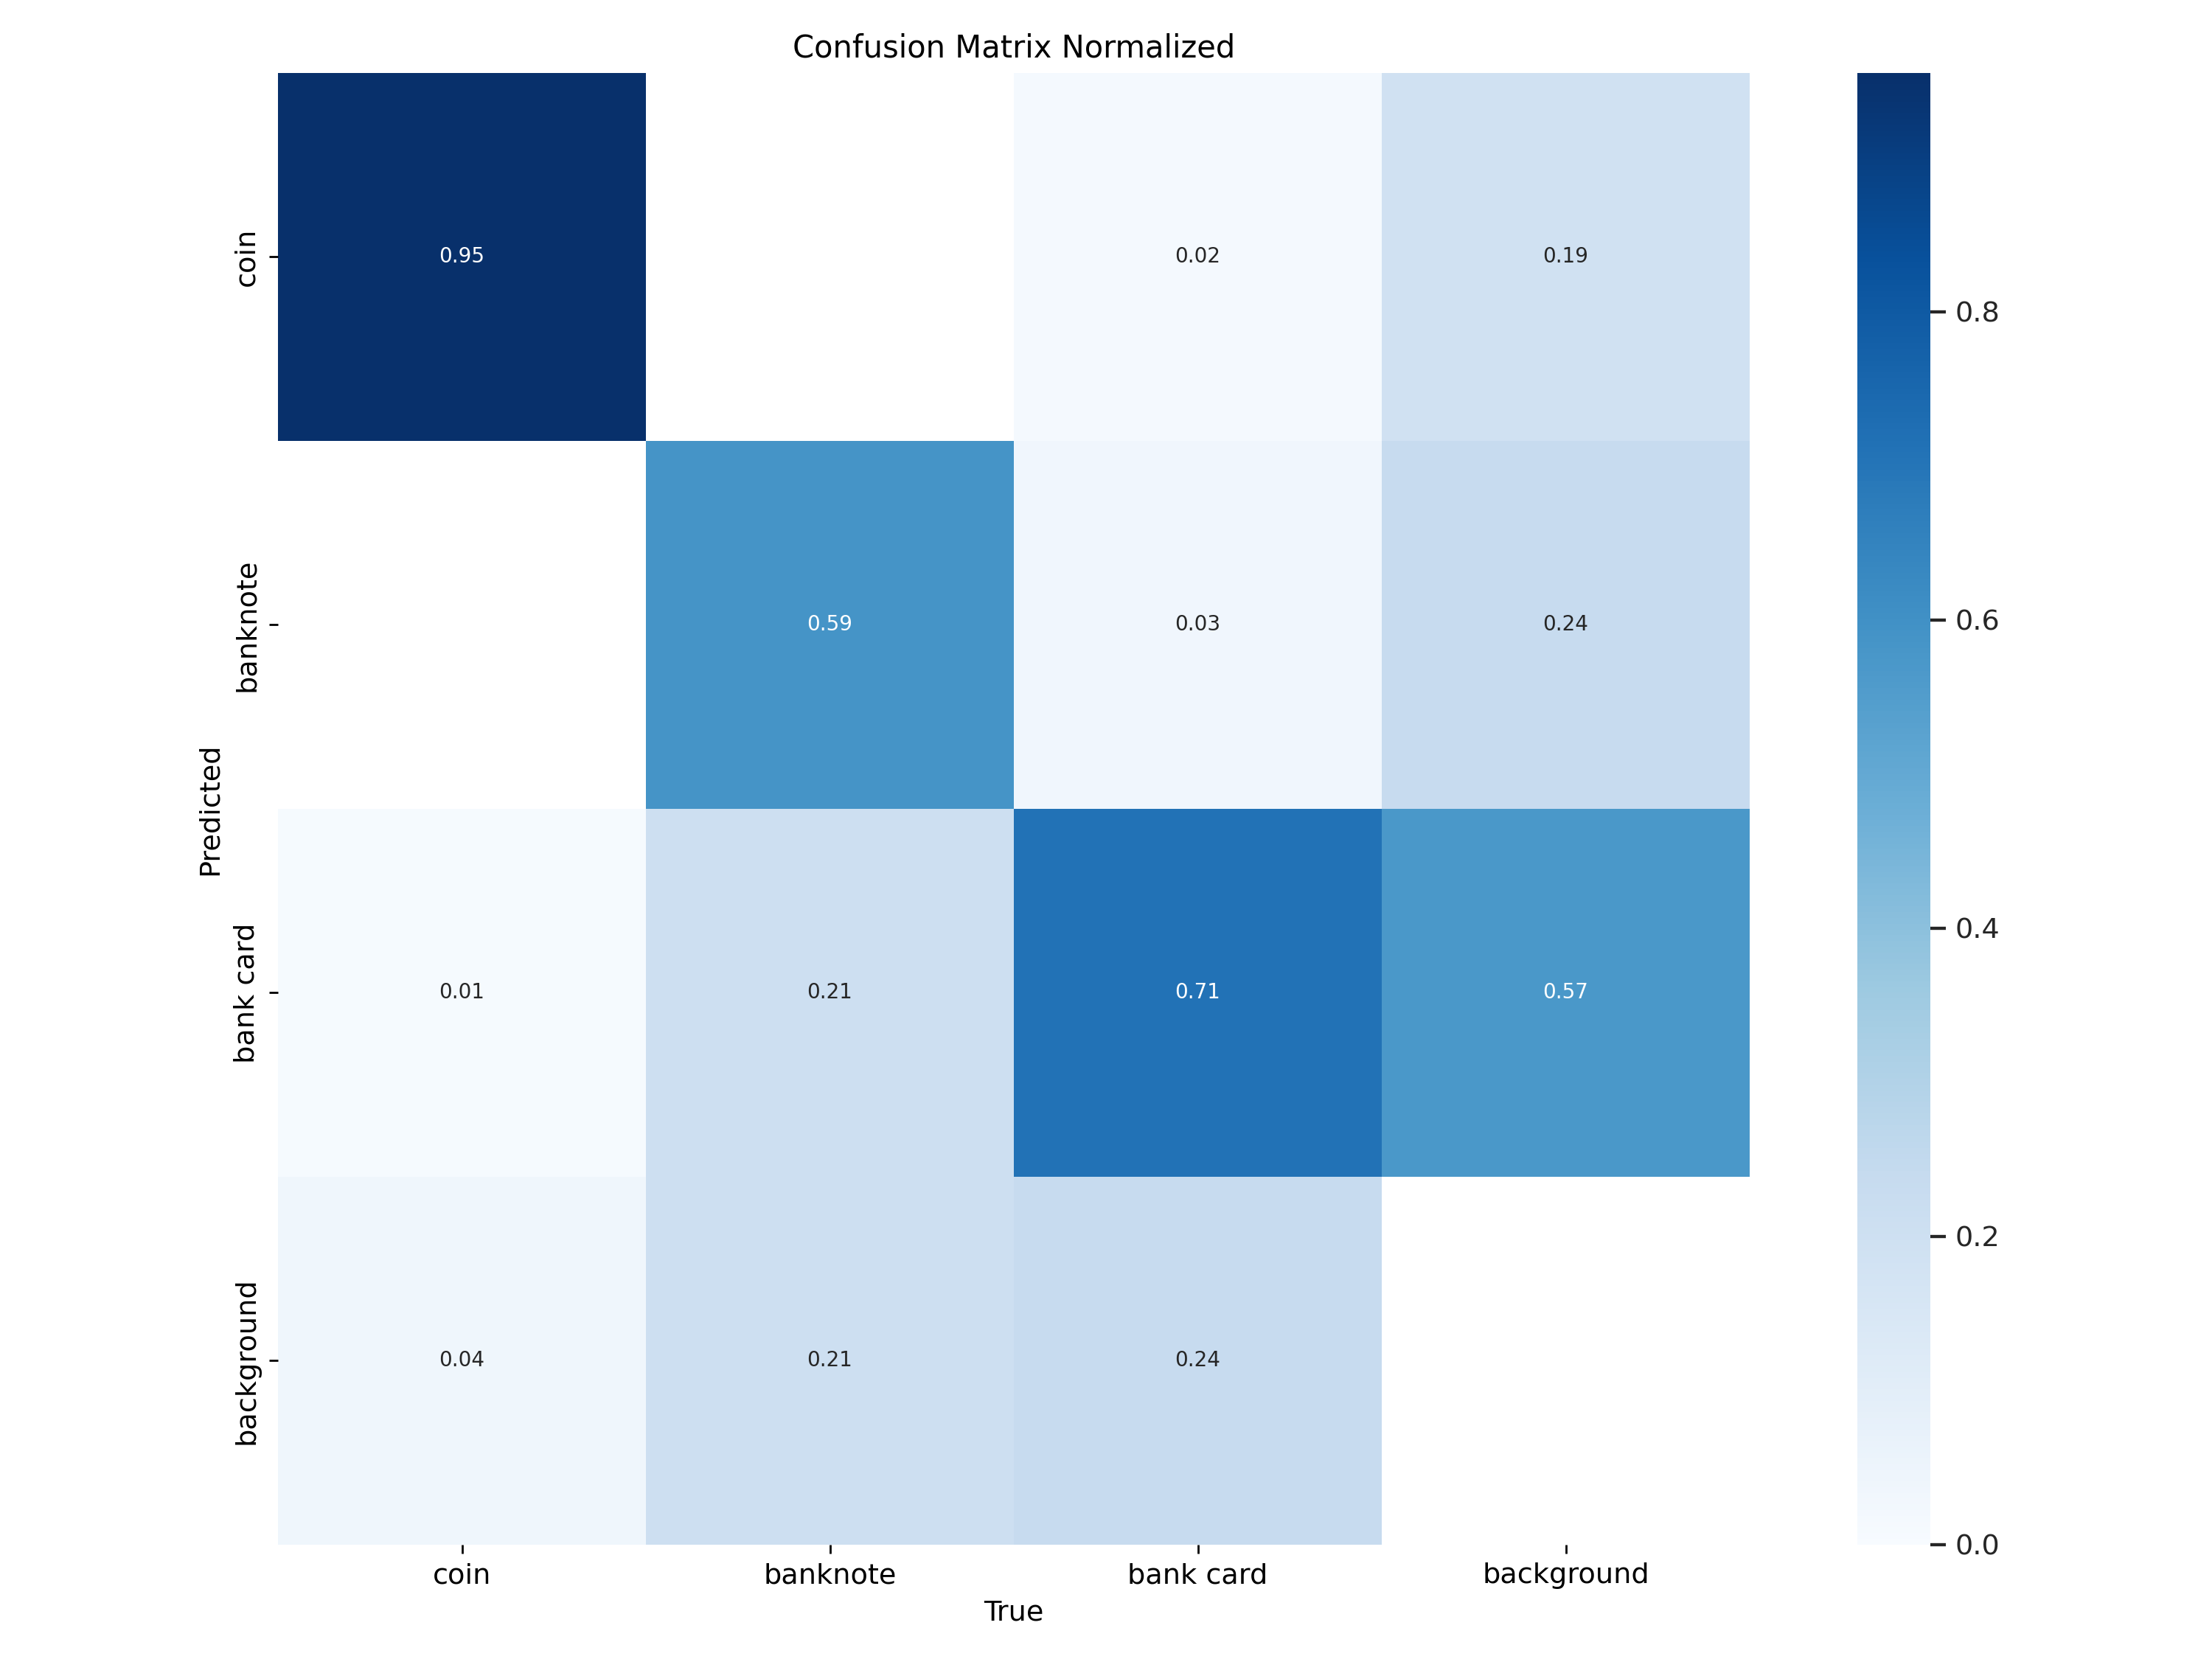 Confusion Matrix Normalized
coin
0.95
0.02
0.19
banknote
0.59
0.03
0.24
bank card
0.01
0.21
0.71
0.57
background
0.04
0.21
0.24
Predicted
coin
banknote
bank card
background
True
0.8
0.6
0.4
0.2
0.0